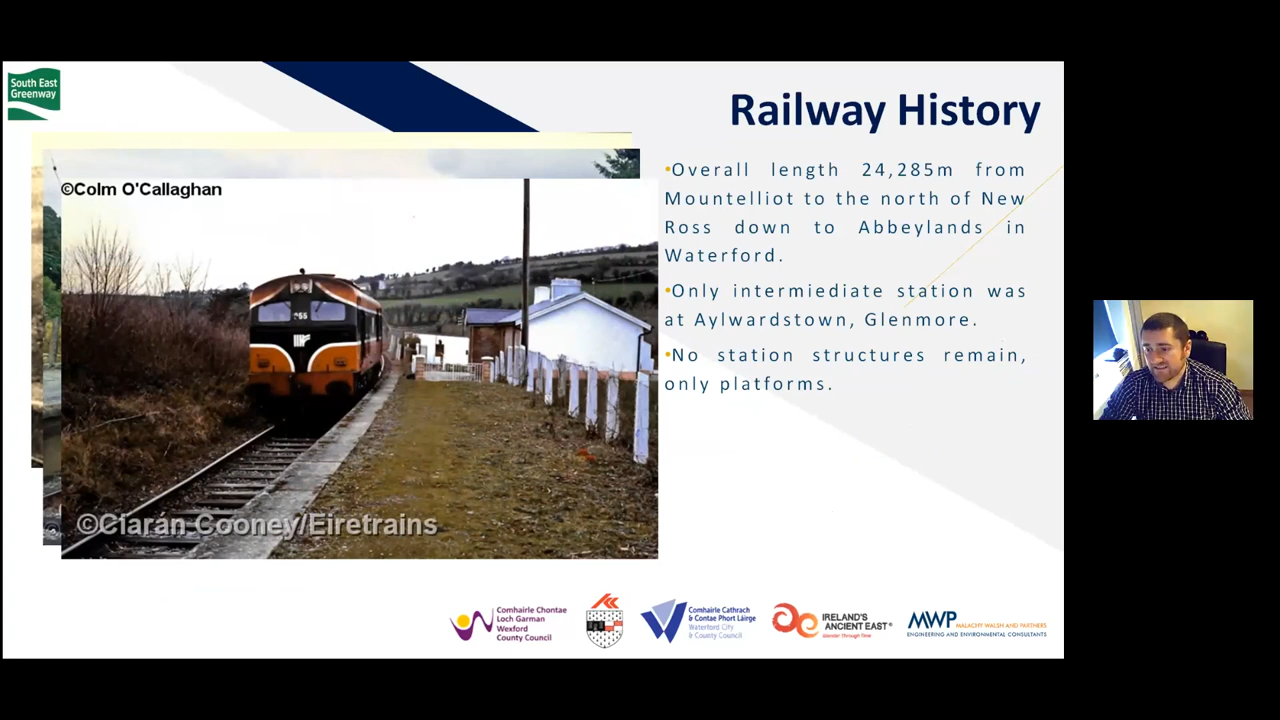 South East
Greenway
Railway History
©Colm O'Callaghan
•Overall length 24,285m from
Mountelliot to the north of New
Ross down to Abbeylands in
Waterford.
•Only intermiediate station was
at Aylwardstown, Glenmore.
•No station structures remain,
only platforms.
©Ciarán Cooney/Eiretrains
Comhairle Chontae
Loch Garman
Wexford
County Council
Comhairle Cathrach
& Contae Phort Láirge
Waterford City
& County Council
IRELAND'S
ANCIENT EAST
Wander Through Time
MWP MALACHY WALSH AND PARTNERS
ENGINEERING AND ENVIRONMENTAL CONSULTANTS